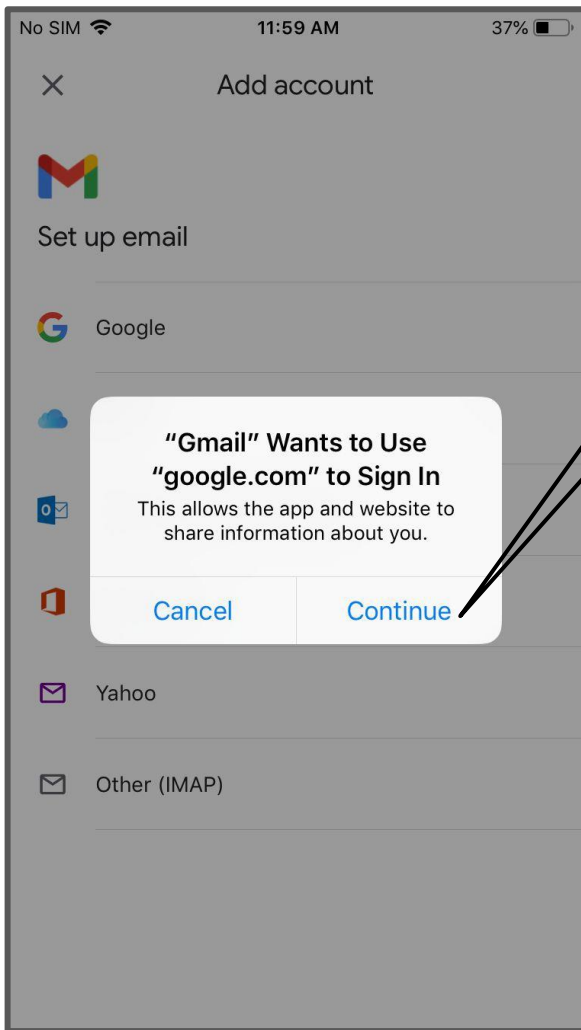 No SIM 11:59 AM 37%
Add account
Set up email
Google
“Gmail” Wants to Use
“google.com” to Sign In
This allows the app and website to
share information about you.
Cancel Continue
Yahoo
Other (IMAP)